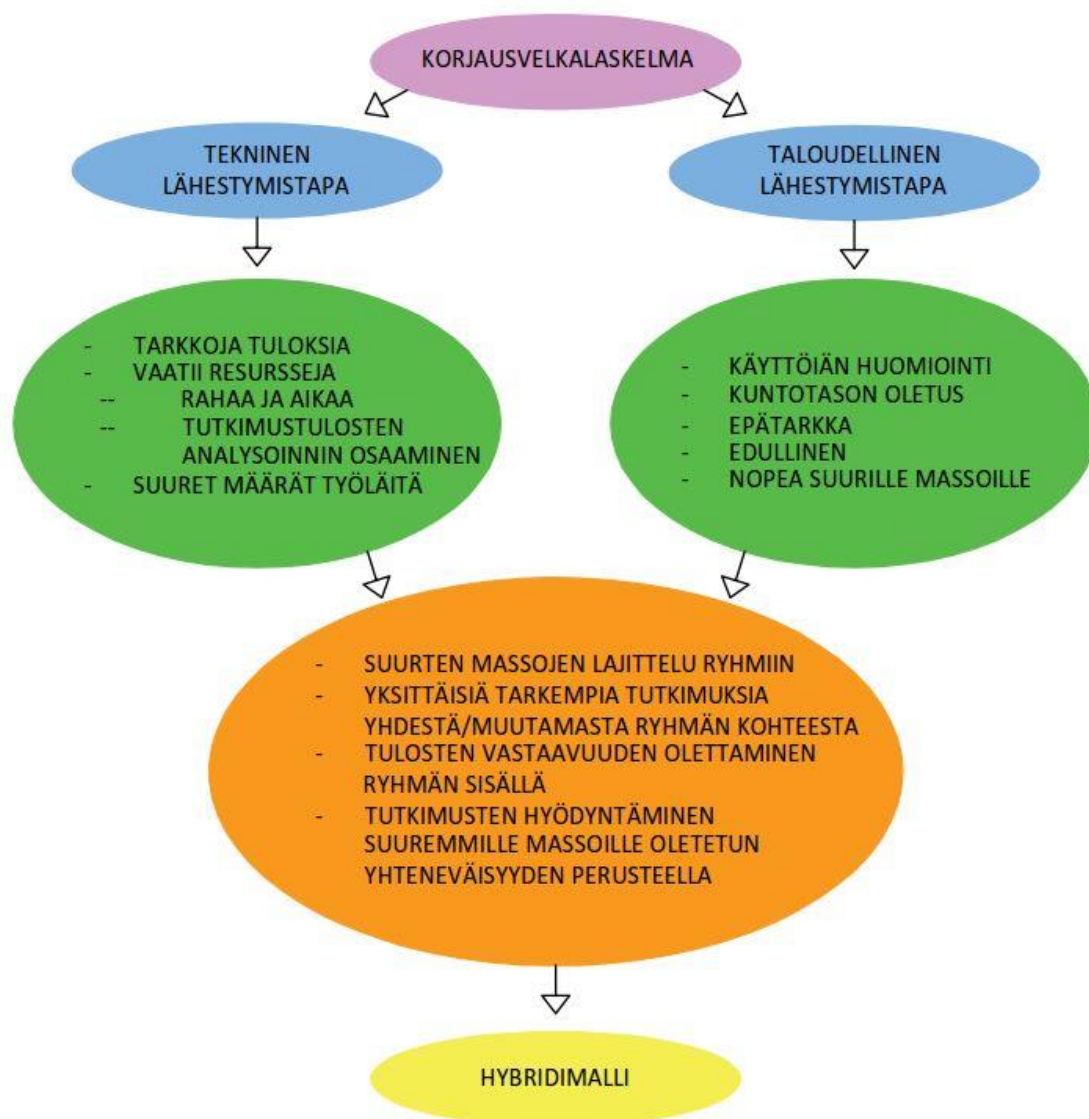 KORJAUSVELKALASKELMA
TEKNINEN
LÄHESTYMISTAPA
TALOUDELLINEN
LÄHESTYMISTAPA
- TARKKOJA TULOKSIA
- VAATII RESURSSEJA
-- RAHAA JA AIKAA
-- TUTKIMUSTULOSTEN
ANALYSOINNIN OSAAMINEN
- SUURET MÄÄRÄT TYÖLÄITÄ
- KÄYTTÖIÄN HUOMIOINTI
- KUNTOTASON OLETUS
- EPÄTARKKA
- EDULLINEN
- NOPEA SUURILLE MASSOILLE
- SUURTEN MASSOJEN LAJITTELU RYHMIIN
- YKSITTÄISIÄ TARKEMPIA TUTKIMUKSIA
YHDESTÄ/MUUTAMASTA RYHMÄN KOHTEESTA
- TULOSTEN VASTAAVUUDEN OLETTAMINEN
RYHMÄN SISÄLLÄ
- TUTKIMUSTEN HYÖDYNTÄMINEN
SUUREMMILLE MASSOILLE OLETETUN
YHTENEVÄISYYDEN PERUSTEELLA
HYBRIDIMALLI